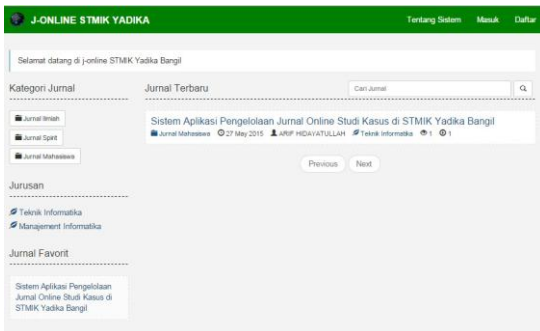 J-ONLINE STMIK YADIKA
Tentang Sistem Masuk Daftar
Selamat datang di j-online STMIK Yadika Bangil
Kategori Jurnal
Jurnal Ilmiah
Jurnal Spirit
Jurnal Mahasiswa
Jurusan
Teknik Informatika
Manajement Informatika
Jurnal Favorit
Sistem Aplikasi Pengelolaan
Jurnal Online Studi Kasus di
STMIK Yadika Bangil
Jurnal Terbaru
Cari Jurnal
Sistem Aplikasi Pengelolaan Jurnal Online Studi Kasus di STMIK Yadika Bangil
Jurnal Mahasiswa 27 May 2015 ARIF HIDAYATULLAH Teknik Informatika 1 1
Previous Next